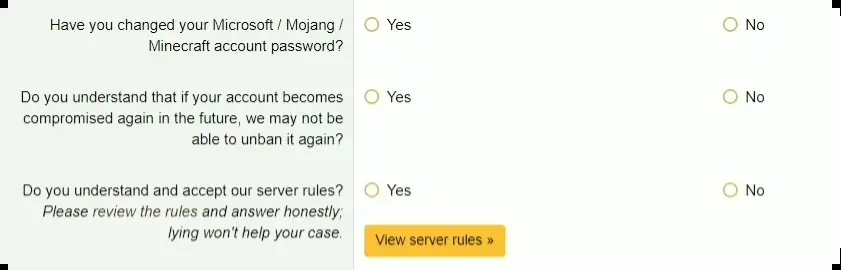 Have you changed your Microsoft / Mojang / Yes No
Minecraft account password?
Do you understand that if your account becomes Yes No
compromised again in the future, we may not be
able to unban it again?
Do you understand and accept our server rules? Yes No
Please review the rules and answer honestly;
lying won't help your case.
View server rules »